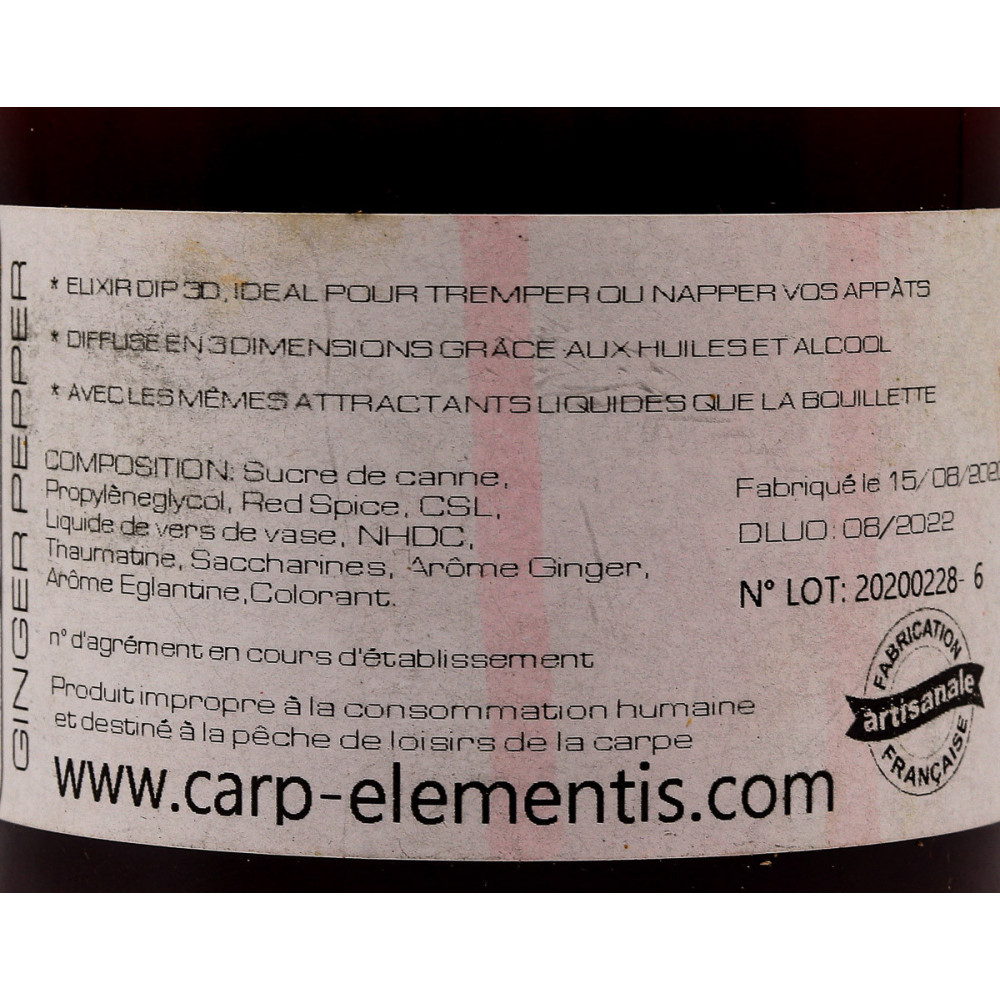 GINGER PEPPER
* ELIXIR DIP 3D, IDEAL POUR TREMPER OU NAPPER VOS APPÀTS
* DIFFUSE EN 3 DIMENSIONS GRÂCE AUX HUILES ET ALCOOL
* AVEC LES MÊMES ATTRACTANTS LIQUIDES QUE LA BOUILLETTE
COMPOSITION: Sucre de canne,
Propylèneglycol, Red Spice, CSL,
Liquide de vers de vase, NHDC,
Thaumatine, Saccharines, Arôme Ginger,
Arôme Eglantine, Colorant.
Fabriqué le 15/08/202
DLUO: 08/2022
N° LOT: 20200228- 6
n° d'agrément en cours d'établissement
Produit impropre à la consommation humaine
et destiné à la pêche de loisirs de la carpe
www.carp-elementis.com
FABRICATION
artisanale
FRANÇAISE